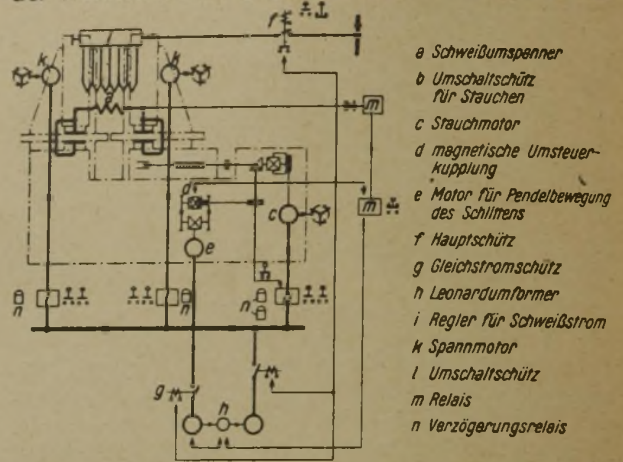 f
k
k
a
m
d
m
c
e
n
n
n
g
h
a Schweißumspanner
b Umschaltschütz
für Stauchen
c Stauchmotor
d magnetische Umsteuer-
kupplung
e Motor für Pendelbewegung
des Schlittens
f Hauptschütz
g Gleichstromschütz
h Leonardumformer
i Regler für Schweißstrom
k Spannmotor
l Umschaltschütz
m Relais
n Verzögerungsrelais